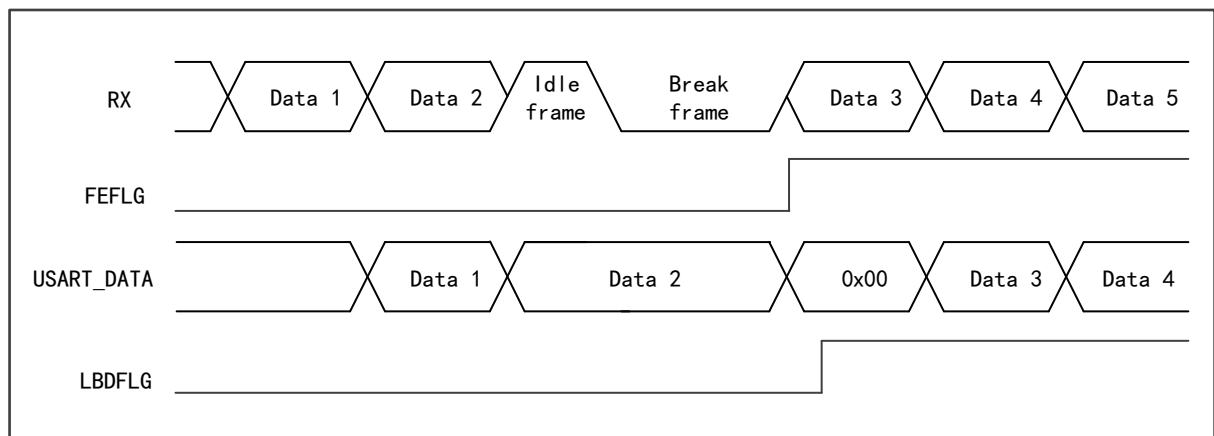 RX Data 1 Data 2 Idle frame Break frame Data 3 Data 4 Data 5
FEFLG
USART_DATA Data 1 Data 2 0x00 Data 3 Data 4
LBDFLG